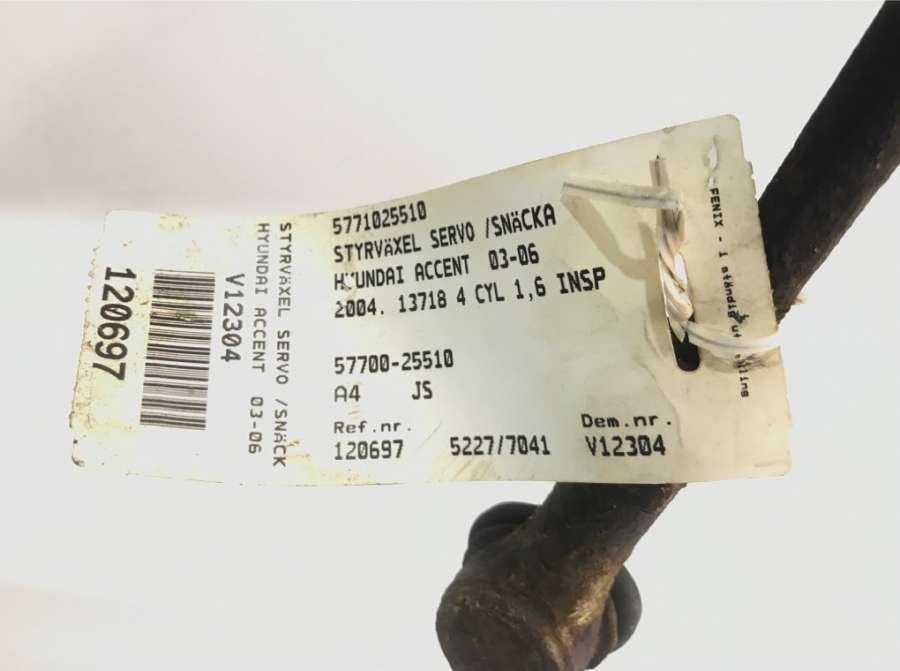 5771025510
STYRVÄXEL SERVO /SNÄCKA
HYUNDAI ACCENT 03-06
2004. 13718 4 CYL 1,6 INSP
57700-25510
A4 JS
Ref.nr.
120697 5227/7041
Dem.nr.
V12304
STYRVÄXEL SERVO /SNÄCK
HYUNDAI ACCENT 03-06
V12304
120697
FENIX - i ständig